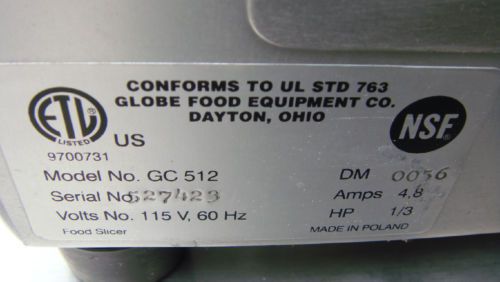 CONFORMS TO UL STD 763
GLOBE FOOD EQUIPMENT CO.
DAYTON, OHIO
ETL
LISTED
US
9700731
NSF
Model No. GC 512
DM 0056
Serial No. 527423
Amps 4,8
Volts No. 115 V, 60 Hz
HP 1/3
Food Slicer
MADE IN POLAND